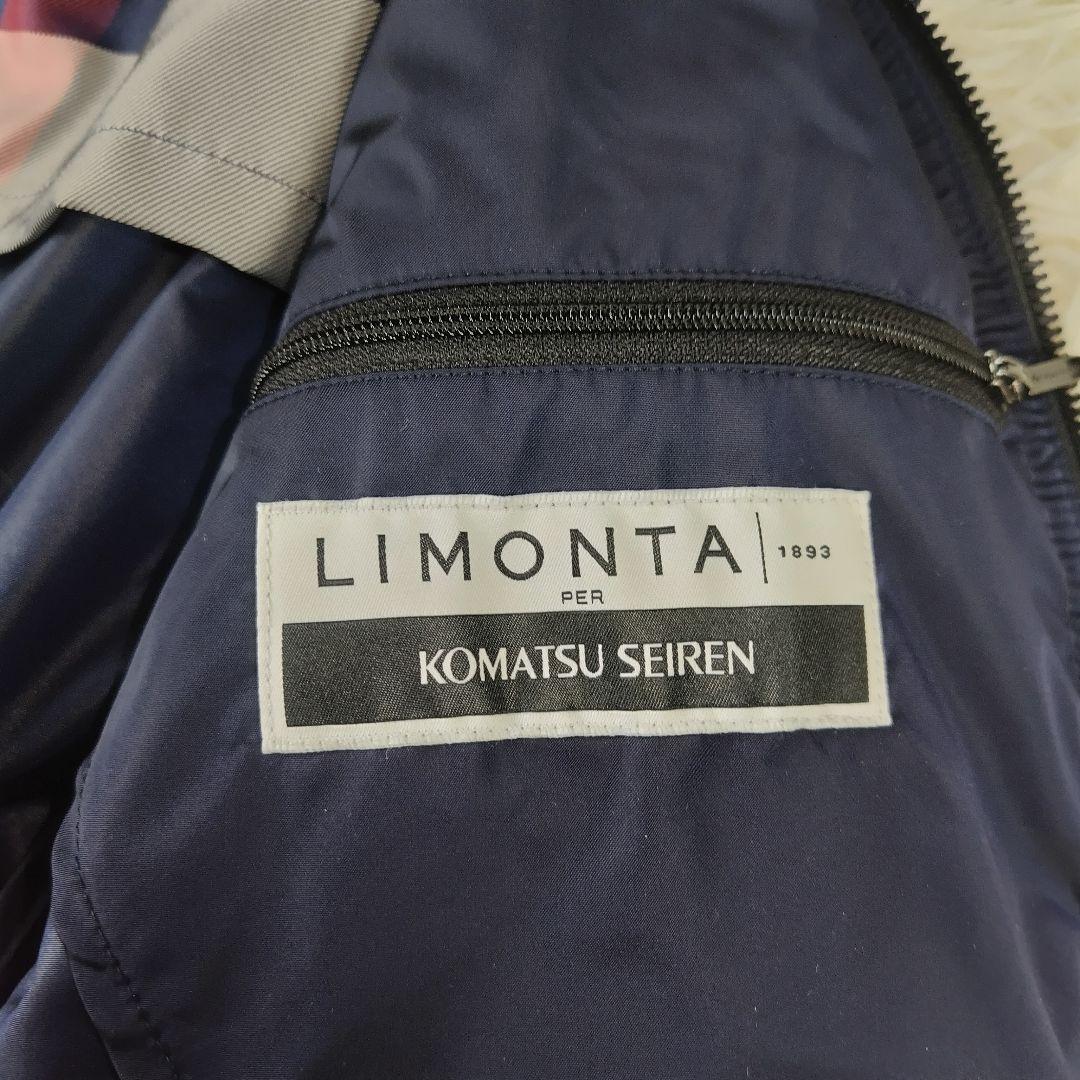 LIMONTA | 1893
PER
KOMATSU SEIREN